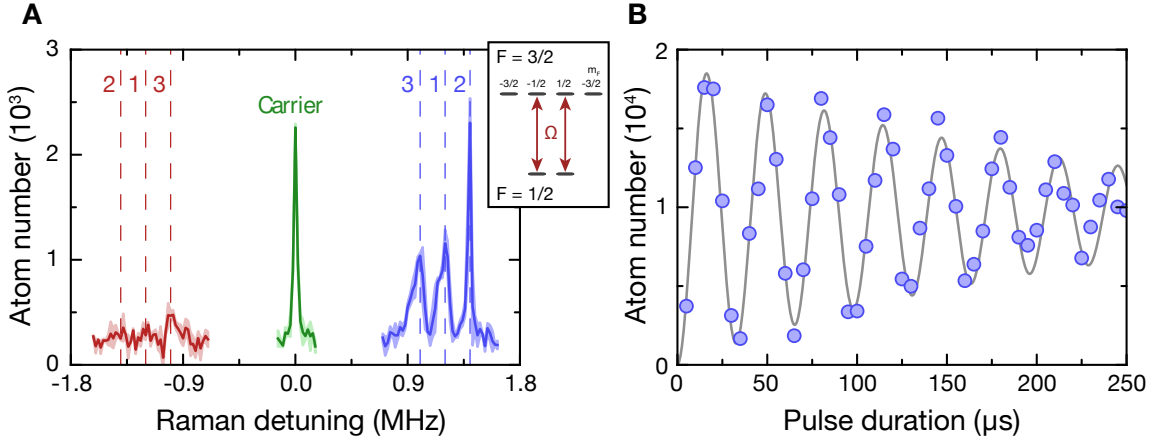 A
3
2
1
0
Atom number (10³)
2 1 3
Carrier
3 1 2
-1.8 -0.9 0.0 0.9 1.8
Raman detuning (MHz)
F = 3/2
mF
-3/2 -1/2 1/2 -3/2
Ω
F = 1/2
B
2
1
0
Atom number (10⁴)
0 50 100 150 200 250
Pulse duration (µs)